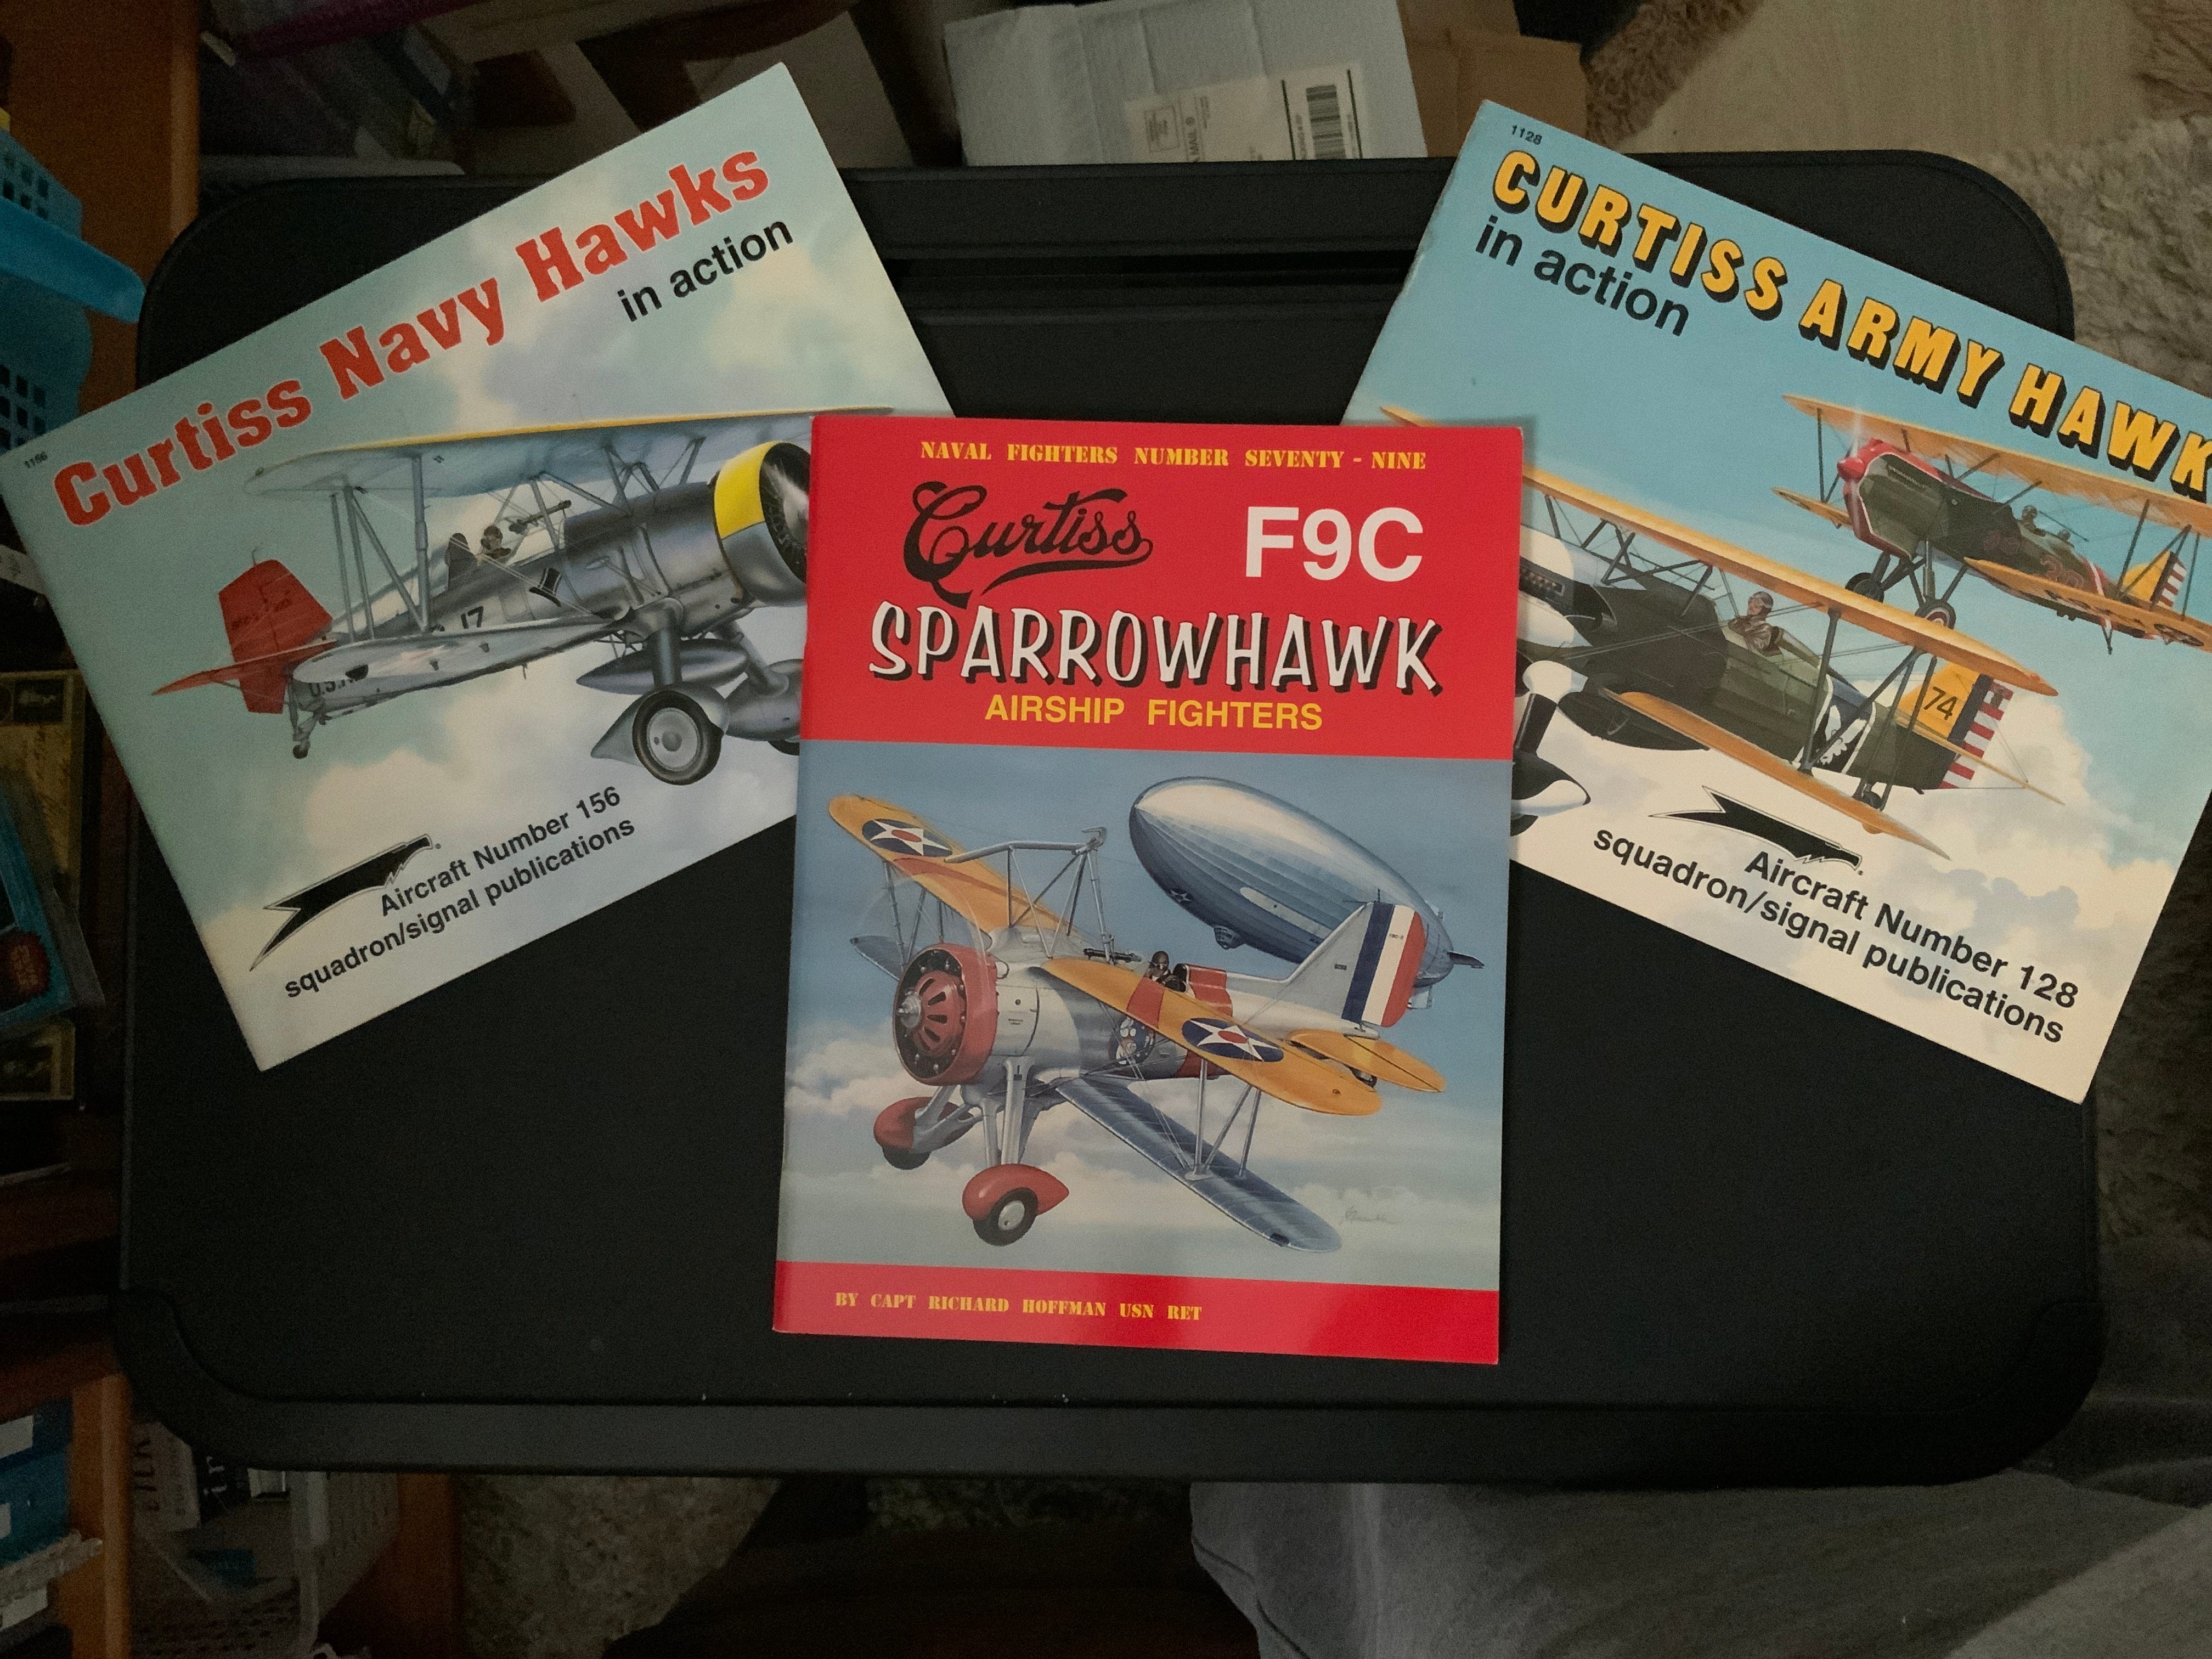 1156
Curtiss Navy Hawks
in action
17
Aircraft Number 156
squadron/signal publications
NAVAL FIGHTERS NUMBER SEVENTY - NINE
Curtiss F9C
SPARROWHAWK
AIRSHIP FIGHTERS
BY CAPT RICHARD HOFFMAN USN RET
1128
CURTISS ARMY HAWK
in action
74
Aircraft Number 128
squadron/signal publications